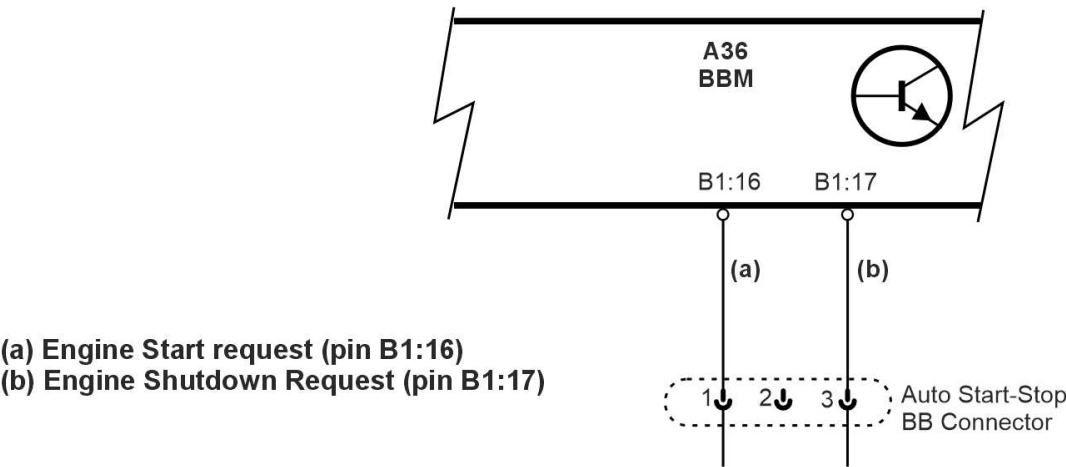 A36
BBM
B1:16 B1:17
(a) (b)
(a) Engine Start request (pin B1:16)
(b) Engine Shutdown Request (pin B1:17)
1 2 3 Auto Start-Stop
BB Connector